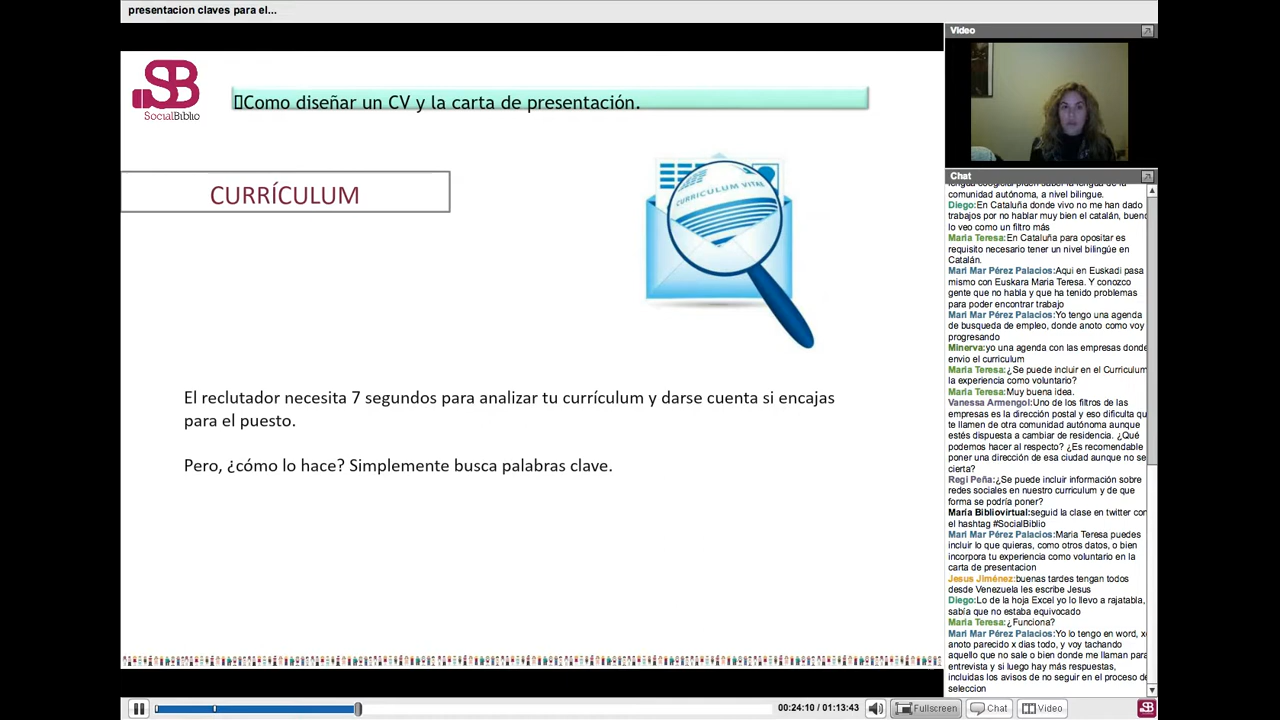 presentacion claves para el...
SB
SocialBiblio
Como diseñar un CV y la carta de presentación.
CURRÍCULUM
CURRICULUM VITAE
El reclutador necesita 7 segundos para analizar tu currículum y darse cuenta si encajas
para el puesto.
Pero, ¿cómo lo hace? Simplemente busca palabras clave.
Video
Chat
comunidad autónoma, a nivel bilingue.
Diego:En Cataluña donde vivo no me han dado
trabajos por no hablar muy bien el catalán, buenc
lo veo como un filtro más
María Teresa:En Cataluña para opositar es
requisito necesario tener un nivel bilingüe en
Catalán.
Mari Mar Pérez Palacios:Aqui en Euskadi pasa
mismo con Euskara Maria Teresa. Y conozco
gente que no habla y que ha tenido problemas
para poder encontrar trabajo
Mari Mar Pérez Palacios:Yo tengo una agenda
de busqueda de empleo, donde anoto como voy
progresando
Minerva:yo una agenda con las empresas donde
envio el curriculum
María Teresa:¿Se puede incluir en el Curriculum
la experiencia como voluntario?
María Teresa:Muy buena idea.
Vanessa Armengol:Uno de los filtros de las
empresas es la dirección postal y eso dificulta qu
te llamen de otra comunidad autónoma aunque
estés dispuesta a cambiar de residencia. ¿Qué
podemos hacer al respecto? ¿Es recomendable
poner una dirección de esa ciudad aunque no se
cierta?
Regi Peña:¿Se puede incluir información sobre
redes sociales en nuestro curriculum y de que
forma se podría poner?
María Bibliovirtual:seguid la clase en twitter con
el hashtag #SocialBiblio
Mari Mar Pérez Palacios:Maria Teresa puedes
incluir lo que quieras, como otros datos, o bien
incorpora tu experiencia como voluntario en la
carta de presentacion
Jesus Jiménez:buenas tardes tengan todos
desde Venezuela les escribe Jesus
Diego:Lo de la hoja Excel yo lo llevo a rajatabla,
sabía que no estaba equivocado
María Teresa:¿Funciona?
Mari Mar Pérez Palacios:Yo lo tengo en word, x
anoto parecido x dias todo, y voy tachando
aquello que no sale o bien donde me llaman para
entrevista y si luego hay más respuestas,
incluidas los avisos de no seguir en el proceso de
seleccion
00:24:10 / 01:13:43
Fullscreen
Chat
Video
SB